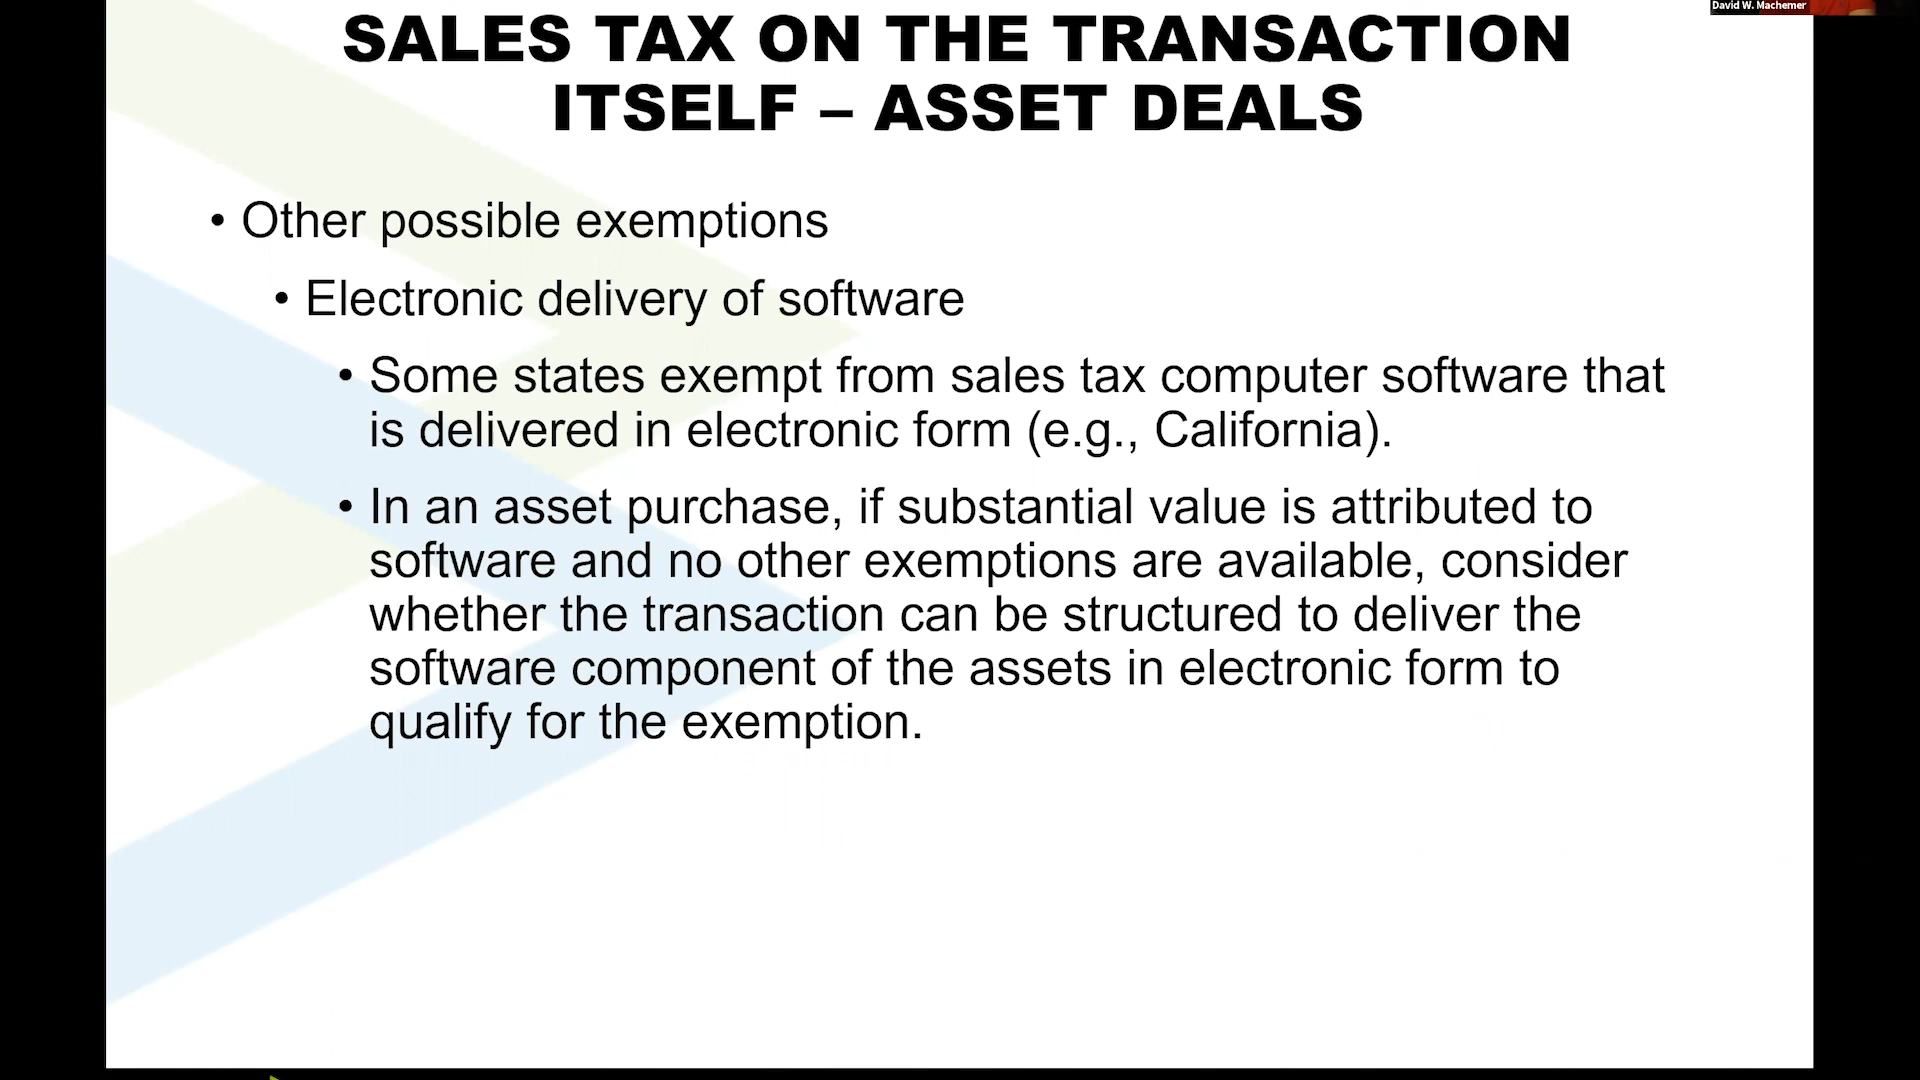 David W. Machemer
SALES TAX ON THE TRANSACTION
ITSELF – ASSET DEALS
• Other possible exemptions
• Electronic delivery of software
• Some states exempt from sales tax computer software that
is delivered in electronic form (e.g., California).
• In an asset purchase, if substantial value is attributed to
software and no other exemptions are available, consider
whether the transaction can be structured to deliver the
software component of the assets in electronic form to
qualify for the exemption.